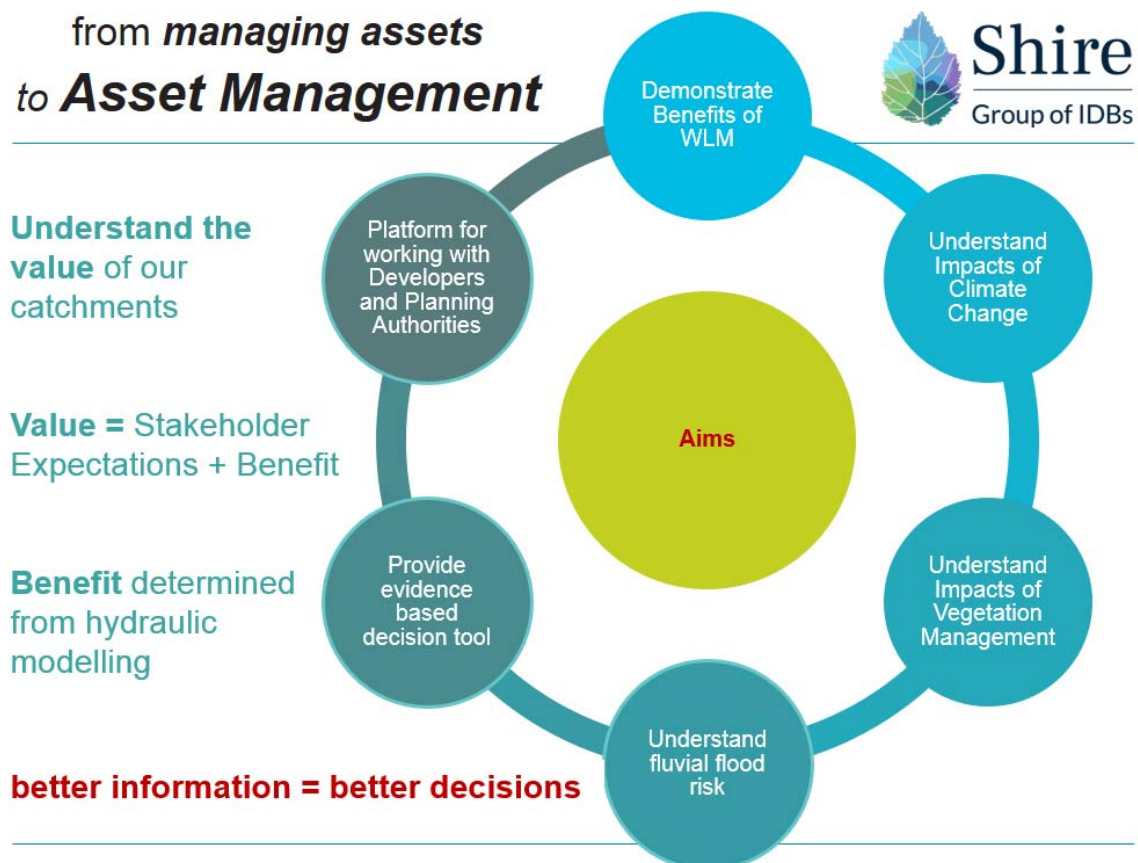 from managing assets
to Asset Management
Shire
Group of IDBs
Demonstrate
Benefits of
WLM
Understand
Impacts of
Climate
Change
Understand
Impacts of
Vegetation
Management
Understand
fluvial flood
risk
Provide
evidence
based
decision tool
Platform for
working with
Developers
and Planning
Authorities
Aims
Understand the
value of our
catchments
Value = Stakeholder
Expectations + Benefit
Benefit determined
from hydraulic
modelling
better information = better decisions